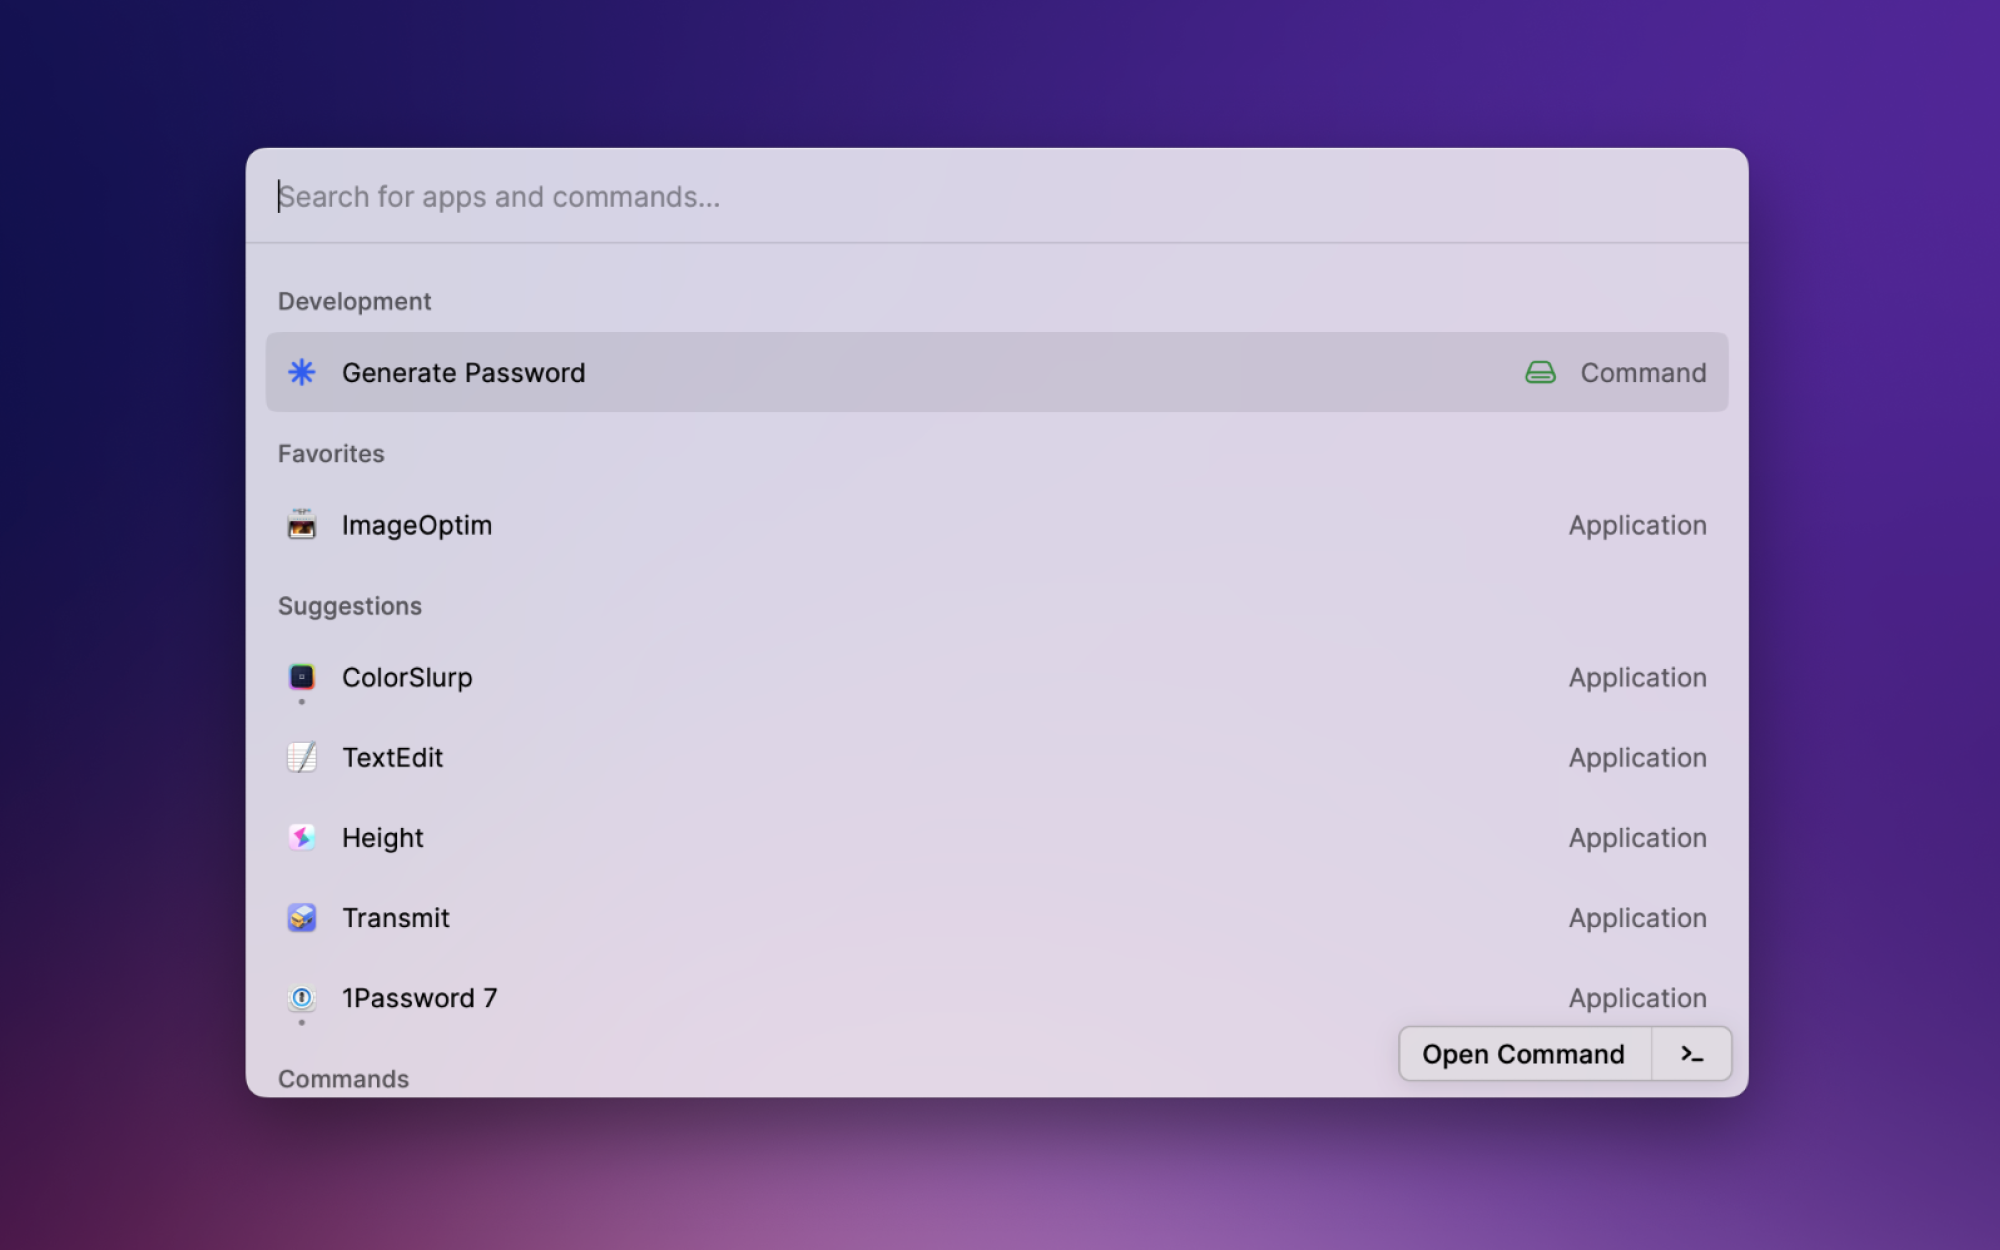 Search for apps and commands...
Development
Generate Password Command
Favorites
ImageOptim Application
Suggestions
ColorSlurp Application
TextEdit Application
Height Application
Transmit Application
1Password 7 Application
Open Command >_
Commands